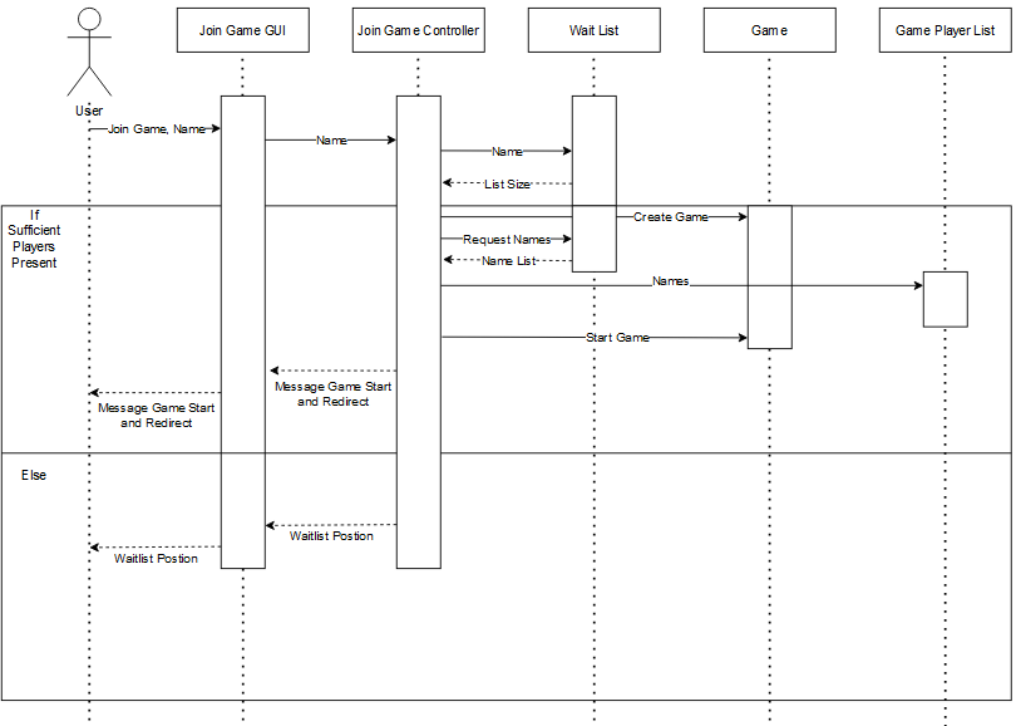 Join Game GUI
Join Game Controller
Wait List
Game
Game Player List
User
Join Game, Name
Name
Name
List Size
If
Sufficient
Players
Present
Create Game
Request Names
Name List
Names
Start Game
Message Game Start
and Redirect
Message Game Start
and Redirect
Else
Waitlist Postion
Waitlist Postion